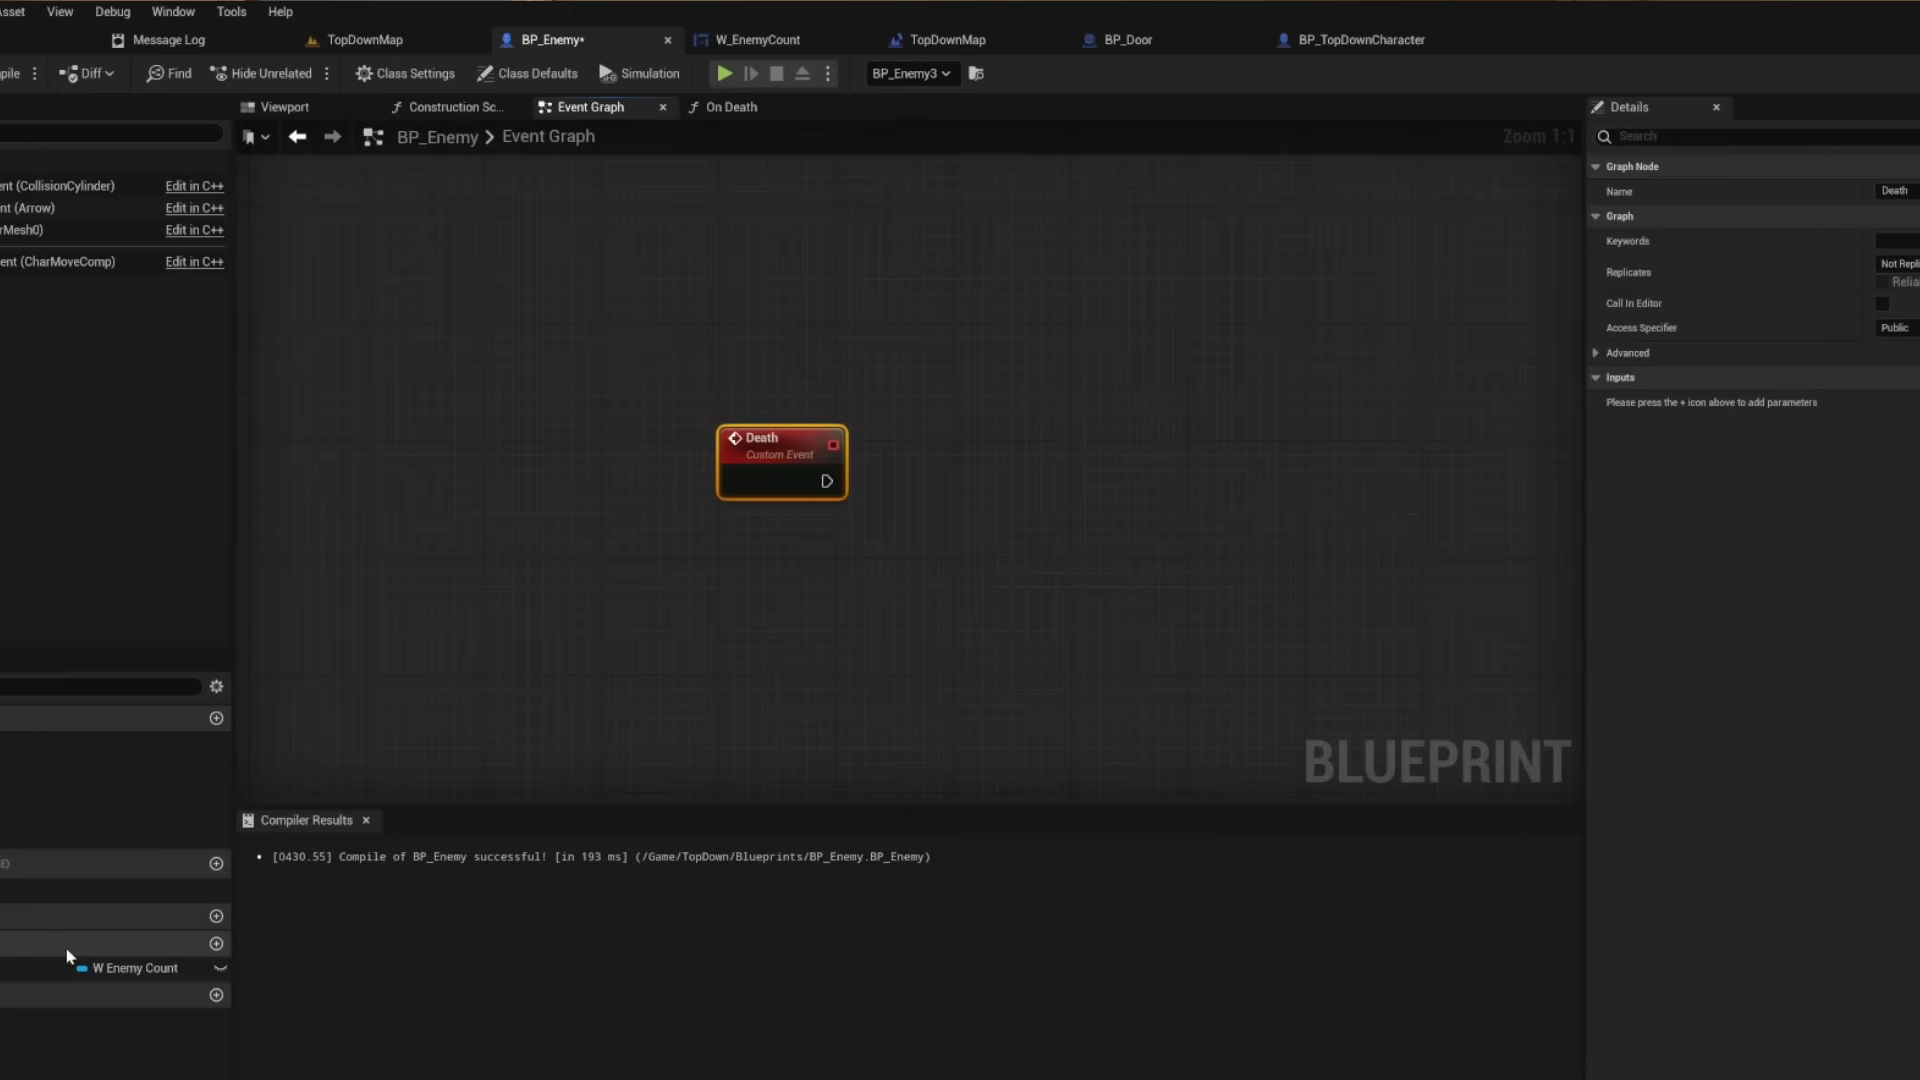 Asset View Debug Window Tools Help
Message Log TopDownMap BP_Enemy* W_EnemyCount TopDownMap BP_Door BP_TopDownCharacter
pile Diff Find Hide Unrelated Class Settings Class Defaults Simulation BP_Enemy3
Viewport Construction Sc... Event Graph On Death Details
BP_Enemy > Event Graph Zoom 1:1 Search
Graph Node
ent (CollisionCylinder) Edit in C++ Name Death
nt (Arrow) Edit in C++ Graph
rMesh0) Edit in C++
Keywords
ent (CharMoveComp) Edit in C++ Not Repli
Replicates
Relia
Call In Editor
Access Specifier Public
Advanced
Inputs
Please press the + icon above to add parameters
Death
Custom Event
BLUEPRINT
Compiler Results
• [0430.55] Compile of BP_Enemy successful! [in 193 ms] (/Game/TopDown/Blueprints/BP_Enemy.BP_Enemy)
W Enemy Count